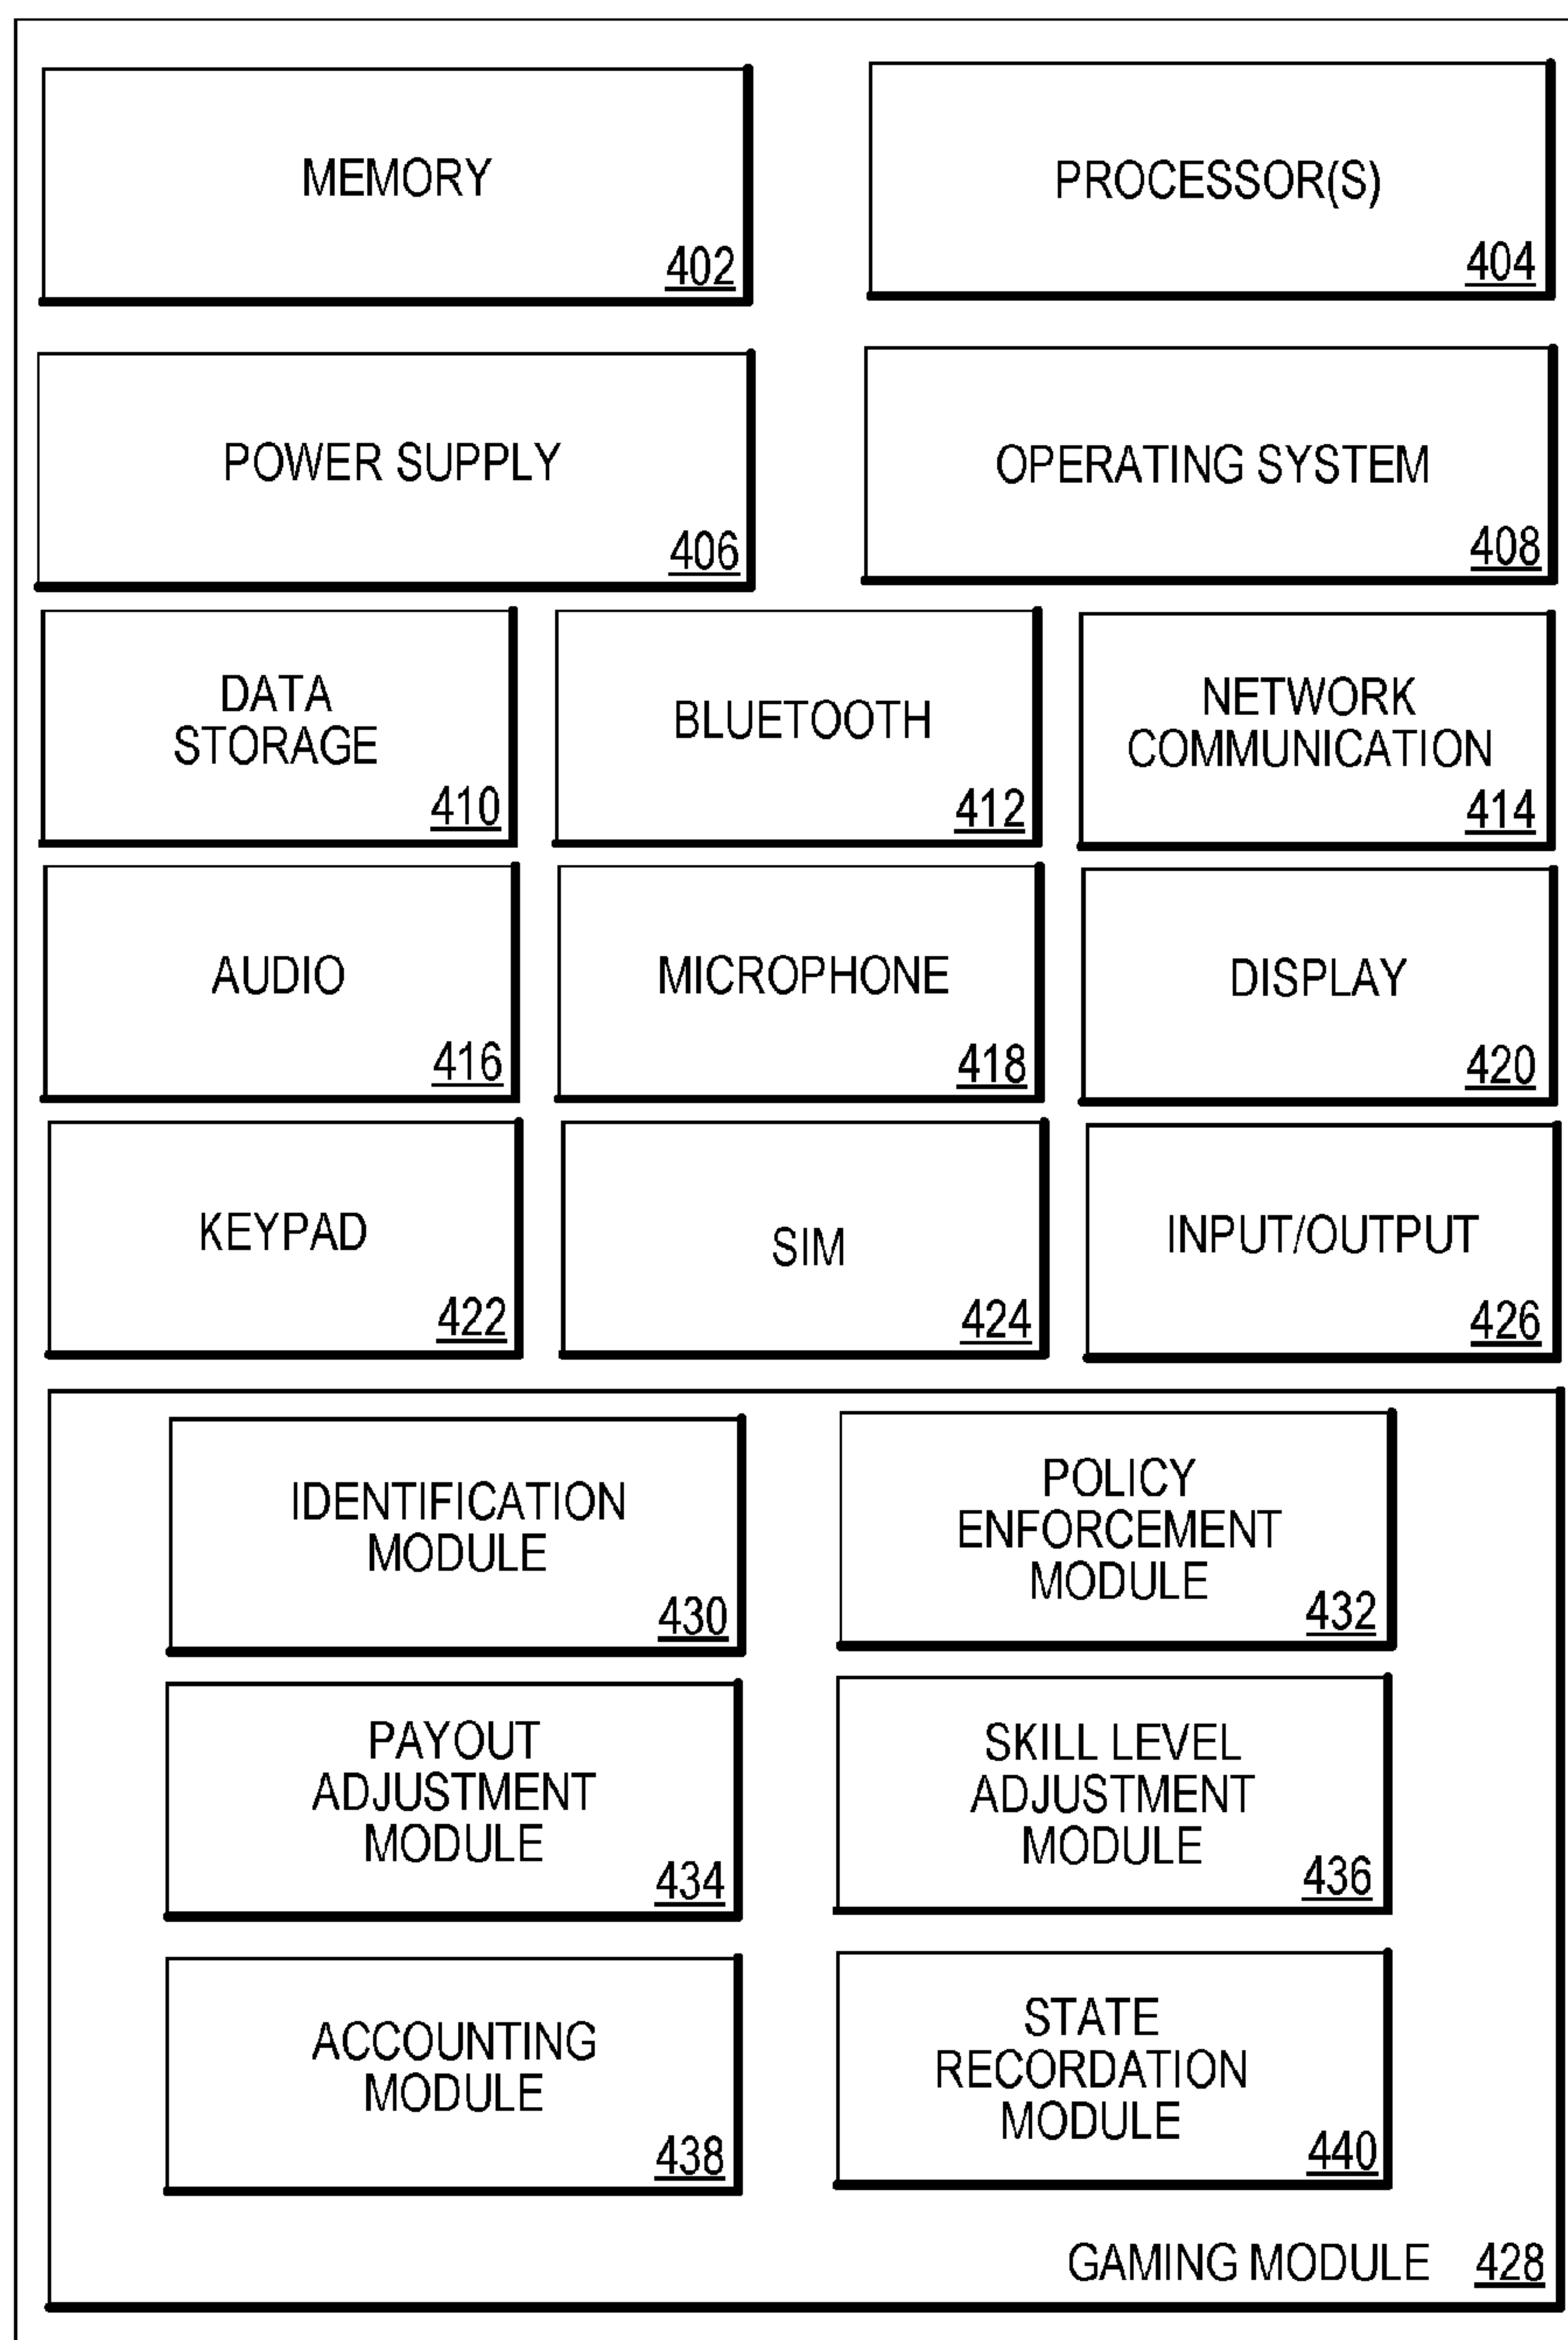 MEMORY
402
PROCESSOR(S)
404
POWER SUPPLY
406
OPERATING SYSTEM
408
DATA
STORAGE
410
BLUETOOTH
412
NETWORK
COMMUNICATION
414
AUDIO
416
MICROPHONE
418
DISPLAY
420
KEYPAD
422
SIM
424
INPUT/OUTPUT
426
IDENTIFICATION
MODULE
430
POLICY
ENFORCEMENT
MODULE
432
PAYOUT
ADJUSTMENT
MODULE
434
SKILL LEVEL
ADJUSTMENT
MODULE
436
ACCOUNTING
MODULE
438
STATE
RECORDATION
MODULE
440
GAMING MODULE 428